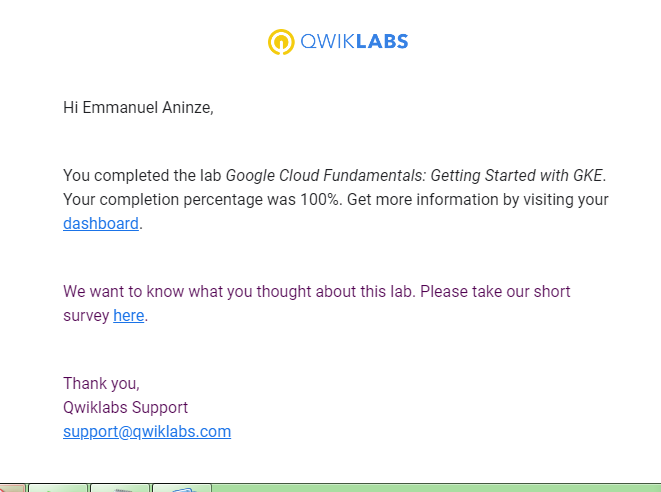 QWIKLABS
Hi Emmanuel Aninze,
You completed the lab Google Cloud Fundamentals: Getting Started with GKE.
Your completion percentage was 100%. Get more information by visiting your
dashboard.
We want to know what you thought about this lab. Please take our short
survey here.
Thank you,
Qwiklabs Support
support@qwiklabs.com